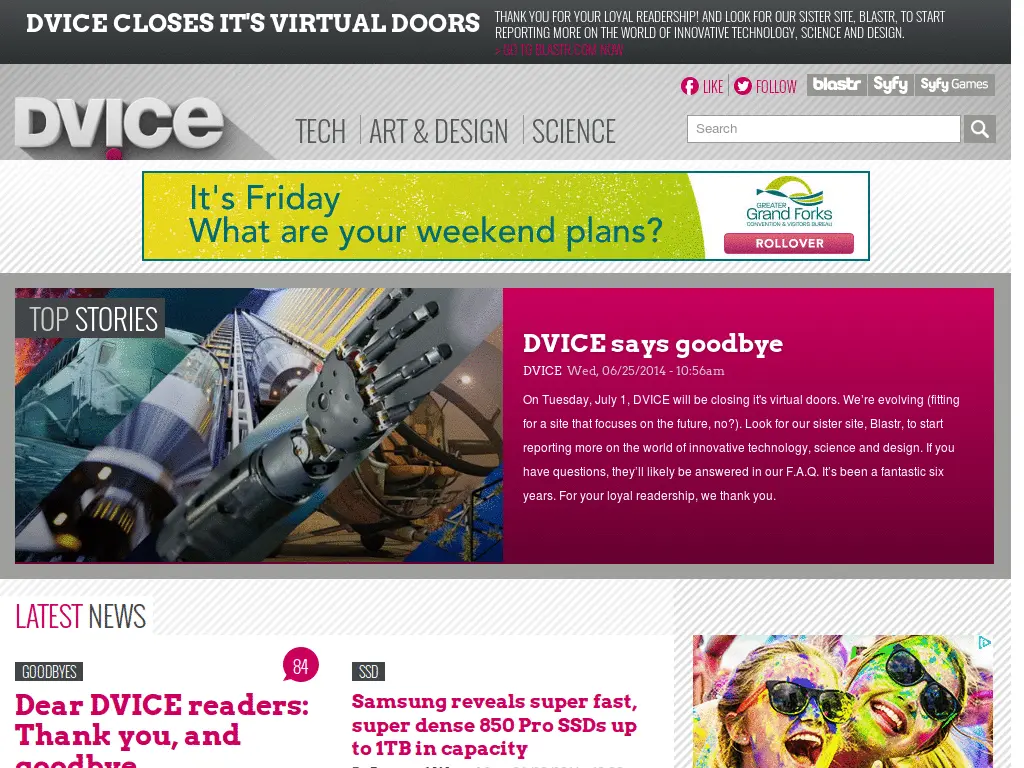 DVICE CLOSES IT'S VIRTUAL DOORS
THANK YOU FOR YOUR LOYAL READERSHIP! AND LOOK FOR OUR SISTER SITE, BLASTR, TO START
REPORTING MORE ON THE WORLD OF INNOVATIVE TECHNOLOGY, SCIENCE AND DESIGN.
> GO TO BLASTR.COM NOW
LIKE
FOLLOW
blastr
Syfy
Syfy Games
DVICE
TECH
ART & DESIGN
SCIENCE
Search
It's Friday
What are your weekend plans?
GREATER
Grand Forks
CONVENTION & VISITORS BUREAU
ROLLOVER
TOP STORIES
DVICE says goodbye
DVICE Wed, 06/25/2014 - 10:56am
On Tuesday, July 1, DVICE will be closing it's virtual doors. We're evolving (fitting
for a site that focuses on the future, no?). Look for our sister site, Blastr, to start
reporting more on the world of innovative technology, science and design. If you
have questions, they'll likely be answered in our F.A.Q. It's been a fantastic six
years. For your loyal readership, we thank you.
LATEST NEWS
GOODBYES
84
Dear DVICE readers:
Thank you, and
goodbye
SSD
Samsung reveals super fast,
super dense 850 Pro SSDs up
to 1TB in capacity